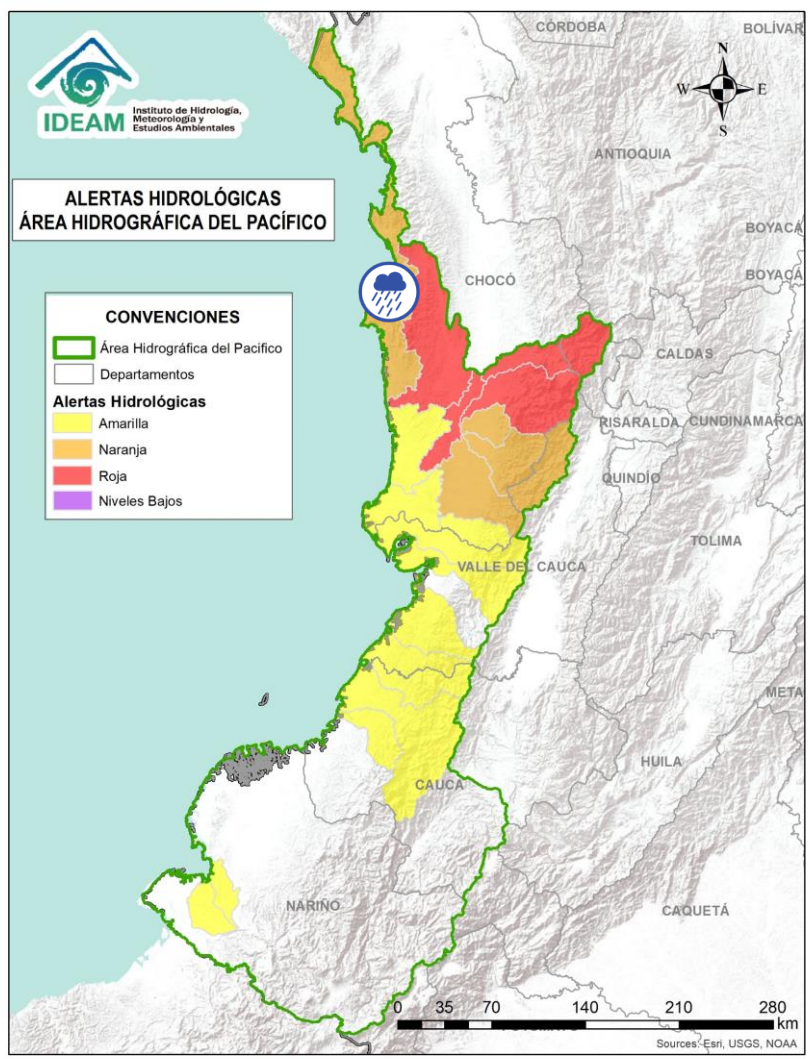 IDEAM
Instituto de Hidrología,
Meteorología y
Estudios Ambientales
ALERTAS HIDROLÓGICAS
ÁREA HIDROGRÁFICA DEL PACÍFICO
CONVENCIONES
Área Hidrográfica del Pacifico
Departamentos
Alertas Hidrológicas
Amarilla
Naranja
Roja
Niveles Bajos
CÓRDOBA
BOLÍVAR
N
W E
S
ANTIOQUIA
BOYACÁ
BOYACÁ
CHOCÓ
CALDAS
RISARALDA
CUNDINAMARCA
QUINDÍO
TOLIMA
VALLE DEL CAUCA
META
HUILA
CAUCA
NARIÑO
CAQUETÁ
0 35 70 140 210 280
km
Sources: Esri, USGS, NOAA